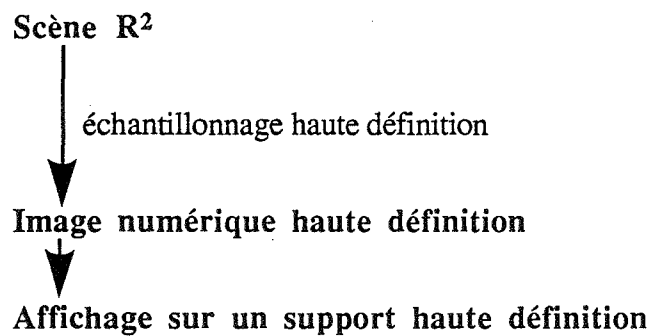 Scène R²
échantillonnage haute définition
Image numérique haute définition
Affichage sur un support haute définition